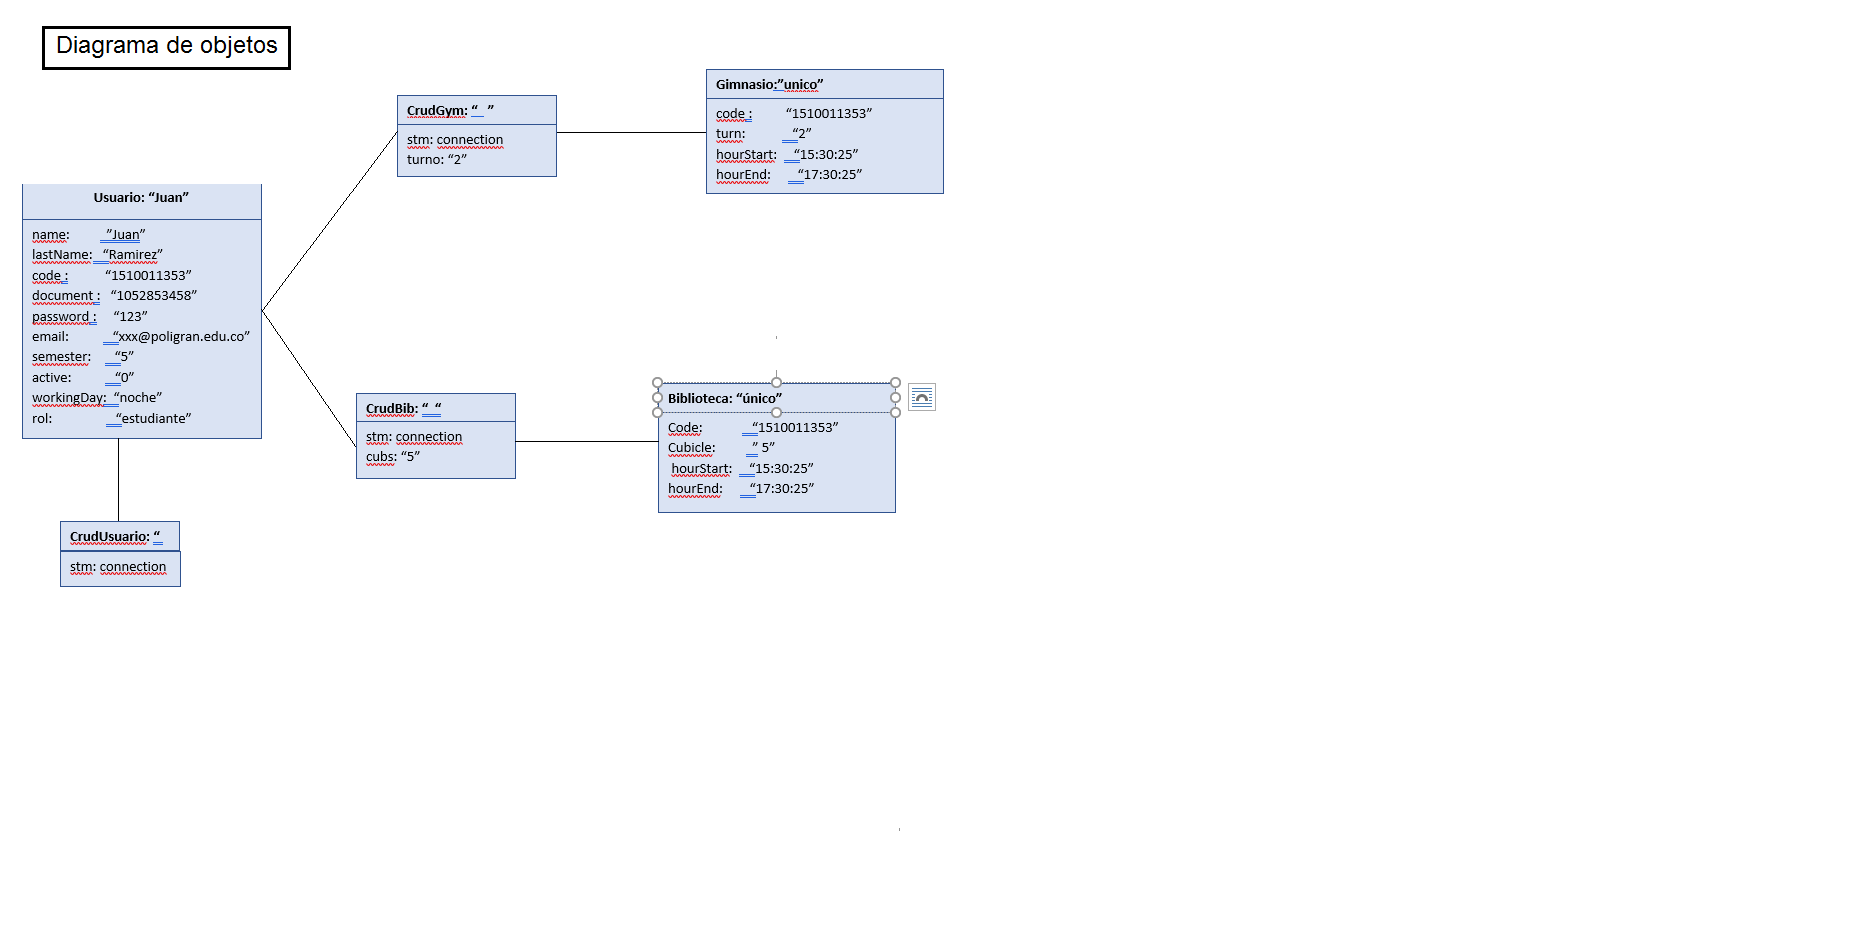 Diagrama de objetos
Gimnasio:”unico”
code : “1510011353”
turn: “2”
hourStart: “15:30:25”
hourEnd: “17:30:25”
CrudGym: “ ”
stm: connection
turno: “2”
Usuario: “Juan”
name: ”Juan”
lastName: “Ramirez”
code : “1510011353”
document : “1052853458”
password : “123”
email: “xxx@poligran.edu.co”
semester: “5”
active: “0”
workingDay: “noche”
rol: “estudiante”
CrudBib: “ “
stm: connection
cubs: “5”
Biblioteca: “único”
Code: “1510011353”
Cubicle: ” 5”
hourStart: “15:30:25”
hourEnd: “17:30:25”
CrudUsuario: “
stm: connection